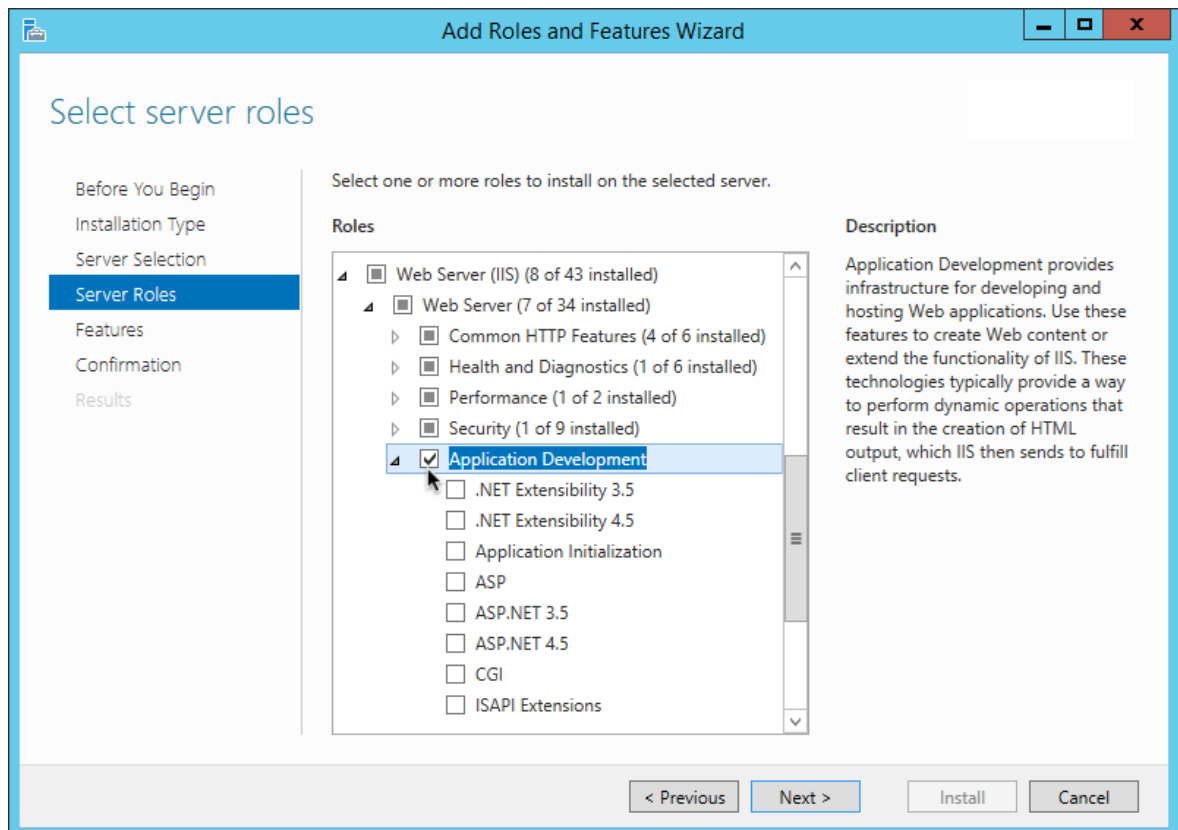 Add Roles and Features Wizard
Select server roles
Before You Begin
Installation Type
Server Selection
Server Roles
Features
Confirmation
Results
Select one or more roles to install on the selected server.
Roles
Web Server (IIS) (8 of 43 installed)
Web Server (7 of 34 installed)
Common HTTP Features (4 of 6 installed)
Health and Diagnostics (1 of 6 installed)
Performance (1 of 2 installed)
Security (1 of 9 installed)
Application Development
.NET Extensibility 3.5
.NET Extensibility 4.5
Application Initialization
ASP
ASP.NET 3.5
ASP.NET 4.5
CGI
ISAPI Extensions
Description
Application Development provides
infrastructure for developing and
hosting Web applications. Use these
features to create Web content or
extend the functionality of IIS. These
technologies typically provide a way
to perform dynamic operations that
result in the creation of HTML
output, which IIS then sends to fulfill
client requests.
< Previous
Next >
Install
Cancel